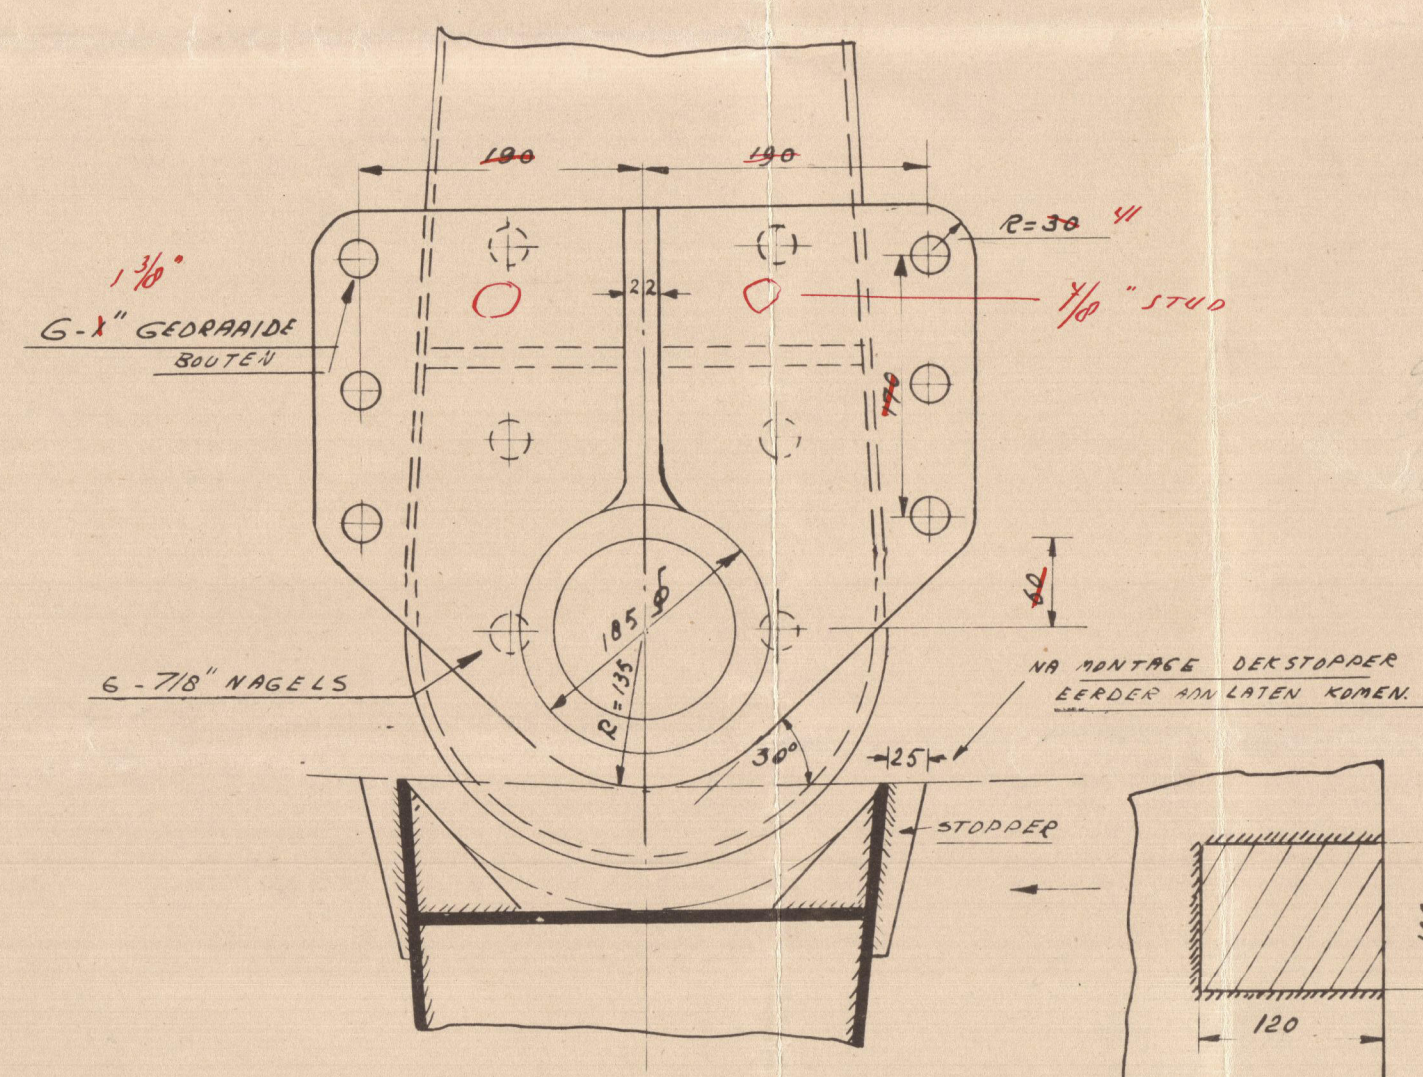 190 190
R=30 41
1 3/8"
22
6-1" GEDRAAIDE
BOUTEN
7/8" STUD
170
60
185 ø
R=135
6 - 7/8" NAGELS
NA MONTAGE DEKSTOPPER
EERDER AAN LATEN KOMEN.
30°
25
STOPPER
120